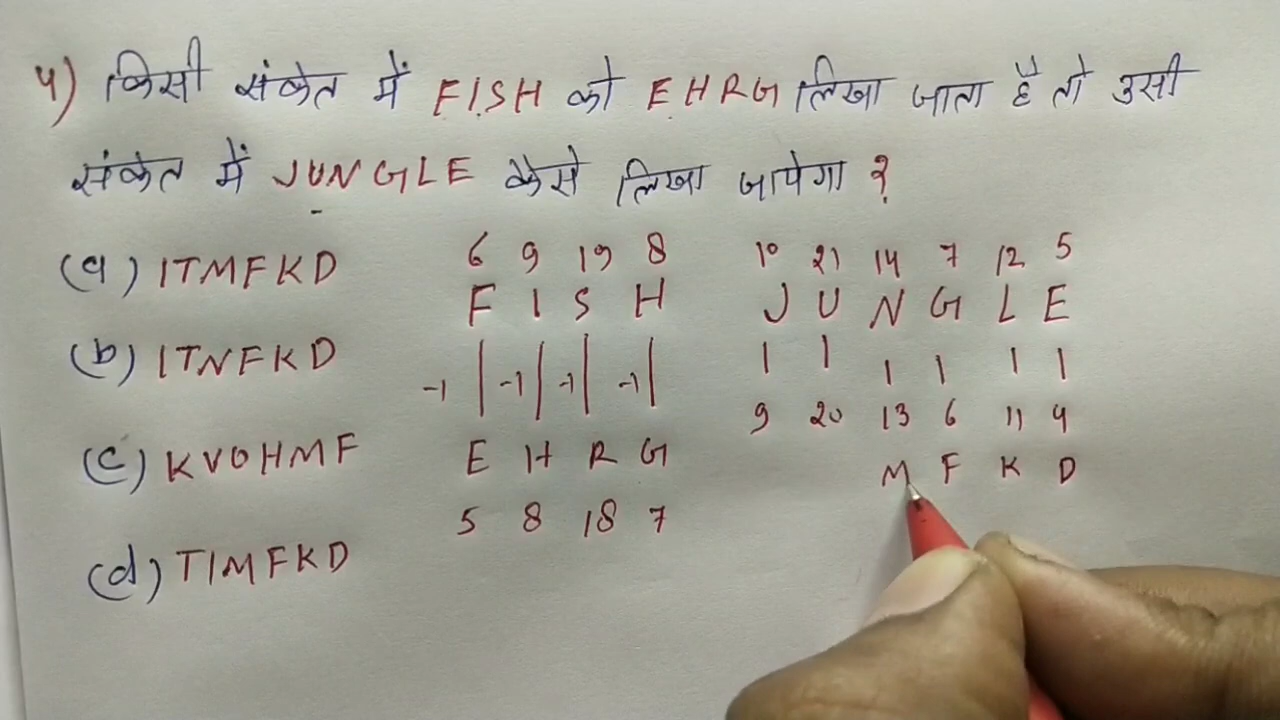 4) किसी संकेत में FISH को EHRG लिखा जाता है तो उसी
संकेत में JUNGLE कैसे लिखा जायेगा ?
(a) ITMFKD
(b) ITNFKD
(c) KVOHMF
(d) TIMFKD
6 9 19 8
F I S H
-1 -1 -1 -1
E H R G
5 8 18 7
10 21 14 7 12 5
J U N G L E
1 1 1 1 1 1
9 20 13 6 11 4
M F K D